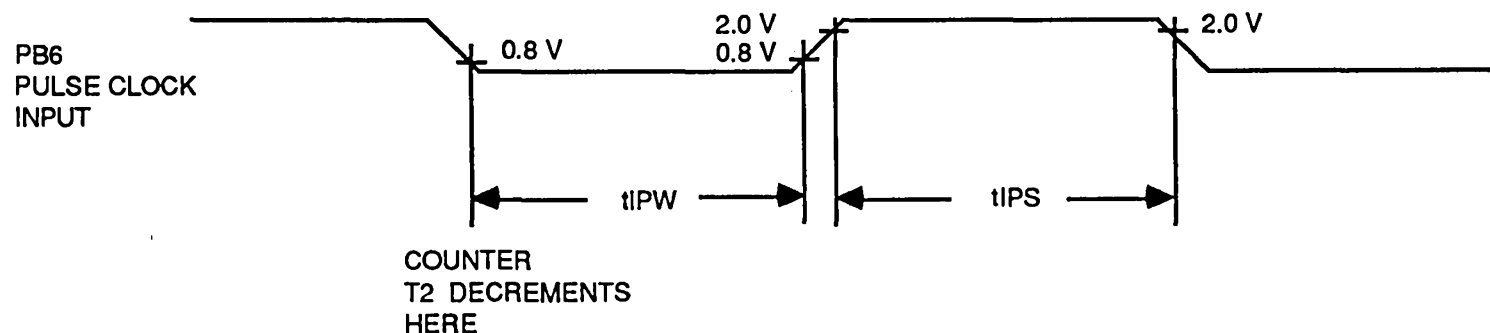 PB6
PULSE CLOCK
INPUT
0.8 V
2.0 V
0.8 V
2.0 V
tIPW
tIPS
COUNTER
T2 DECREMENTS
HERE